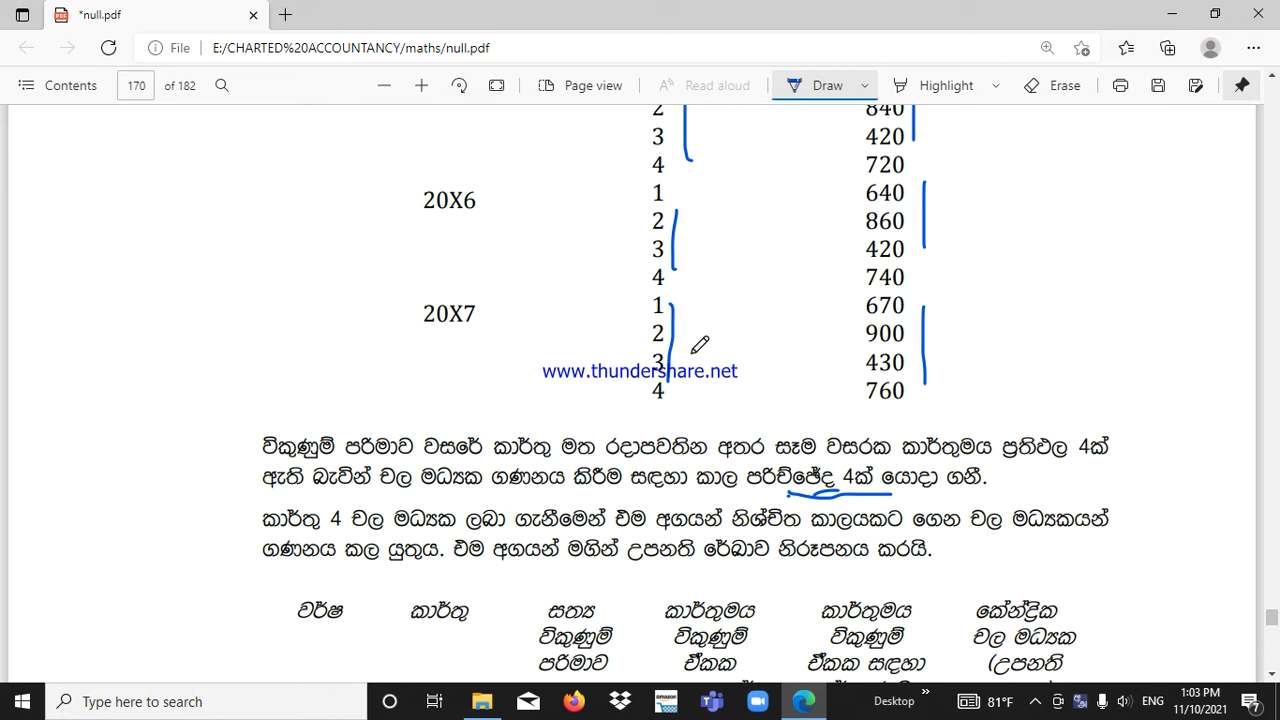 *null.pdf
File E:/CHARTED%20ACCOUNTANCY/maths/null.pdf
Contents 170 of 182 Page view Read aloud Draw Highlight Erase
2 840
3 420
4 720
20X6 1 640
2 860
3 420
4 740
20X7 1 670
2 900
3 430
www.thundershare.net
4 760
විකුණුම් පරිමාව වසරේ කාර්තු මත රදාපවතින අතර සෑම වසරක කාර්තුමය ප්‍රතිඵල 4ක්
ඇති බැවින් චල මධ්‍යක ගණනය කිරීම සඳහා කාල පරිච්ඡේද 4ක් යොදා ගනී.
කාර්තු 4 චල මධ්‍යක ලබා ගැනීමෙන් එම අගයන් නිශ්චිත කාලයකට ගෙන චල මධ්‍යකයන්
ගණනය කල යුතුය. එම අගයන් මගින් උපනති රේඛාව නිරූපනය කරයි.
වර්ෂ කාර්තු සත්‍ය කාර්තුමය කාර්තුමය කේන්ද්‍රික
විකුණුම් විකුණුම් විකුණුම් චල මධ්‍යක
පරිමාව ඒකක ඒකක සඳහා (උපනති
Type here to search
Desktop 81°F ENG 1:03 PM
11/10/2021
7